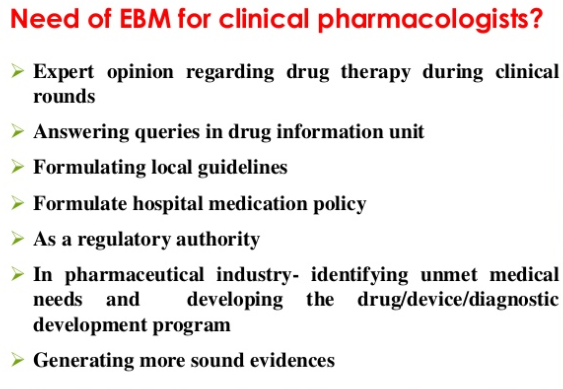 Need of EBM for clinical pharmacologists?
Expert opinion regarding drug therapy during clinical
rounds
Answering queries in drug information unit
Formulating local guidelines
Formulate hospital medication policy
As a regulatory authority
In pharmaceutical industry- identifying unmet medical
needs and developing the drug/device/diagnostic
development program
Generating more sound evidences